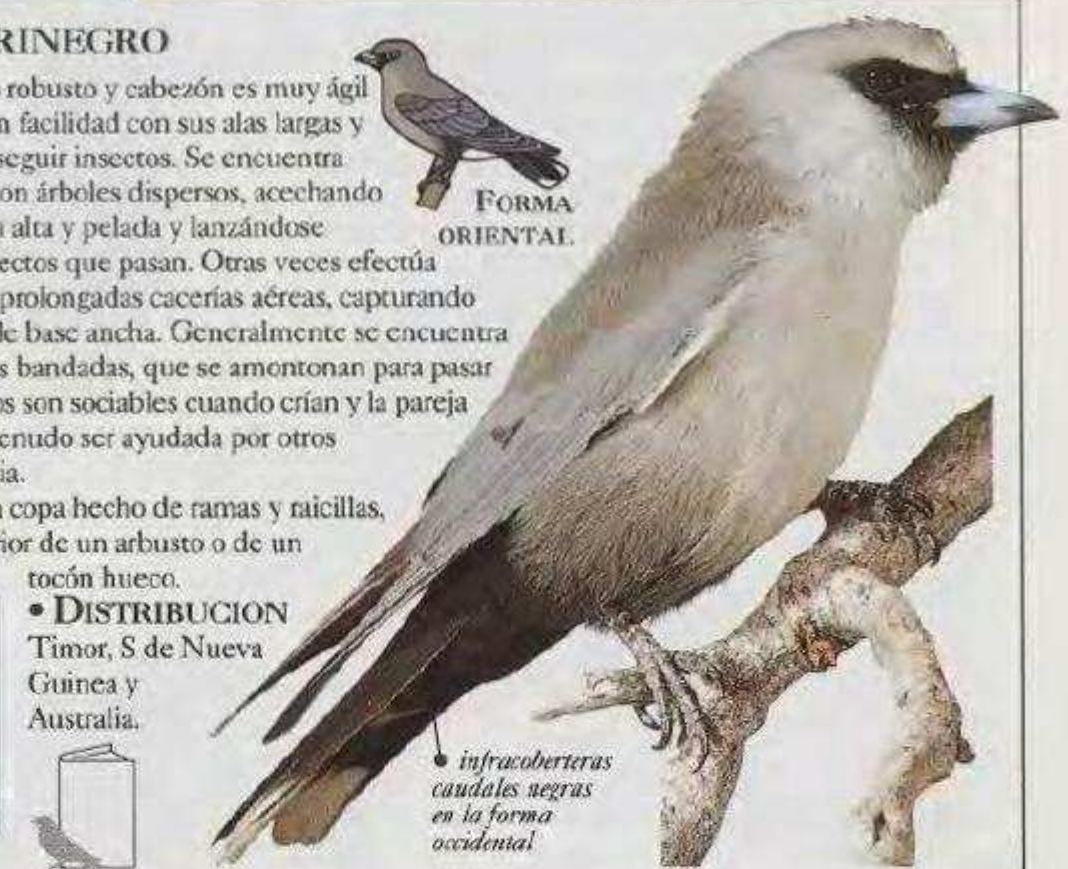 RINEGRO
robusto y cabezón es muy ágil
n facilidad con sus alas largas y
seguir insectos. Se encuentra
on árboles dispersos, acechando
alta y pelada y lanzándose
ectos que pasan. Otras veces efectúa
prolongadas cacerías aéreas, capturando
le base ancha. Generalmente se encuentra
s bandadas, que se amontonan para pasar
os son sociables cuando crían y la pareja
enudo ser ayudada por otros
ia.
copa hecho de ramas y raicillas,
rior de un arbusto o de un
tocón hueco.
• DISTRIBUCION
Timor, S de Nueva
Guinea y
Australia.
FORMA
ORIENTAL
• infracoberteras
caudales negras
en la forma
occidental